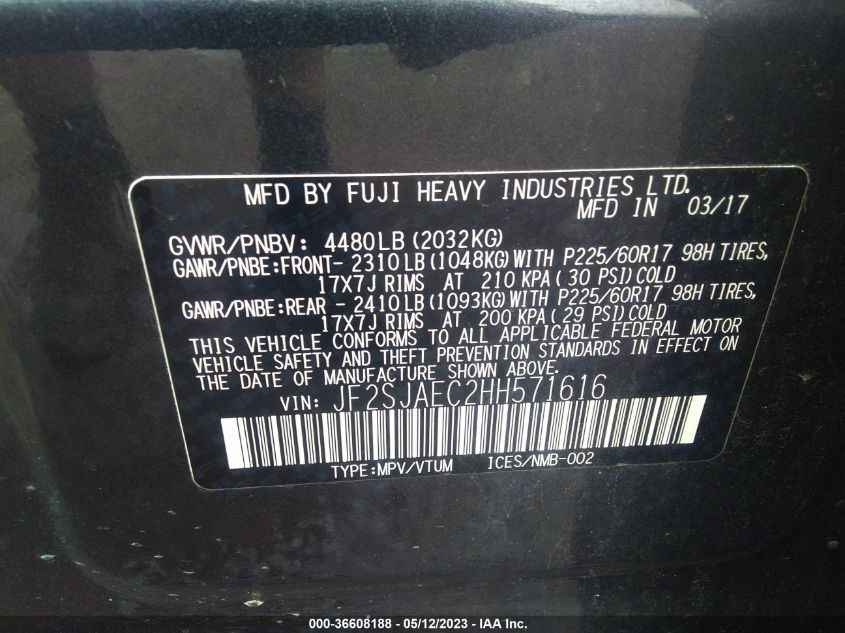 MFD BY FUJI HEAVY INDUSTRIES LTD.
MFD IN 03/17
GVWR/PNBV: 4480LB (2032KG)
GAWR/PNBE:FRONT- 2310LB (1048KG) WITH P225/60R17 98H TIRES,
17X7J RIMS AT 210 KPA (30 PSI) COLD
GAWR/PNBE:REAR - 2410LB (1093KG) WITH P225/60R17 98H TIRES,
17X7J RIMS AT 200 KPA (29 PSI) COLD
THIS VEHICLE CONFORMS TO ALL APPLICABLE FEDERAL MOTOR
VEHICLE SAFETY AND THEFT PREVENTION STANDARDS IN EFFECT ON
THE DATE OF MANUFACTURE SHOWN ABOVE.
VIN: JF2SJAEC2HH571616
TYPE:MPV/VTUM ICES/NMB-002
000-36608188 - 05/12/2023 - IAA Inc.